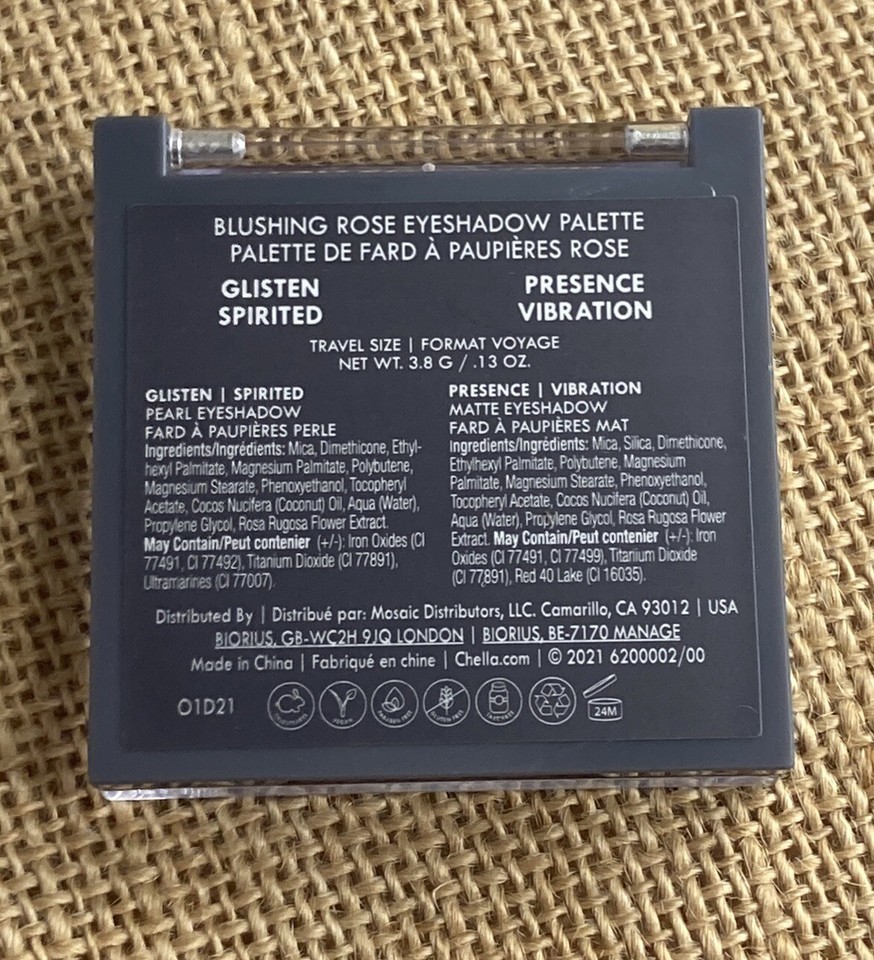 BLUSHING ROSE EYESHADOW PALETTE
PALETTE DE FARD À PAUPIÈRES ROSE
GLISTEN
SPIRITED
PRESENCE
VIBRATION
TRAVEL SIZE | FORMAT VOYAGE
NET WT. 3.8 G / .13 OZ.
GLISTEN | SPIRITED
PEARL EYESHADOW
FARD À PAUPIÈRES PERLE
Ingredients/Ingrédients: Mica, Dimethicone, Ethyl-
hexyl Palmitate, Magnesium Palmitate, Polybutene,
Magnesium Stearate, Phenoxyethanol, Tocopheryl
Acetate, Cocos Nucifera (Coconut) Oil, Aqua (Water),
Propylene Glycol, Rosa Rugosa Flower Extract.
May Contain/Peut contenier (+/-): Iron Oxides (CI
77491, CI 77492), Titanium Dioxide (CI 77891),
Ultramarines (CI 77007).
PRESENCE | VIBRATION
MATTE EYESHADOW
FARD À PAUPIÈRES MAT
Ingredients/Ingrédients: Mica, Silica, Dimethicone,
Ethylhexyl Palmitate, Polybutene, Magnesium
Palmitate, Magnesium Stearate, Phenoxyethanol,
Tocopheryl Acetate, Cocos Nucifera (Coconut) Oil,
Aqua (Water), Propylene Glycol, Rosa Rugosa Flower
Extract. May Contain/Peut contenier (+/-): Iron
Oxides (CI 77491, CI 77499), Titanium Dioxide
(CI 77891), Red 40 Lake (CI 16035).
Distributed By | Distribué par: Mosaic Distributors, LLC. Camarillo, CA 93012 | USA
BIORIUS, GB-WC2H 9JQ LONDON | BIORIUS, BE-7170 MANAGE
Made in China | Fabriqué en chine | Chella.com | © 2021 6200002/00
O1D21
VEGAN
PARABEN FREE
GLUTEN FREE
24M